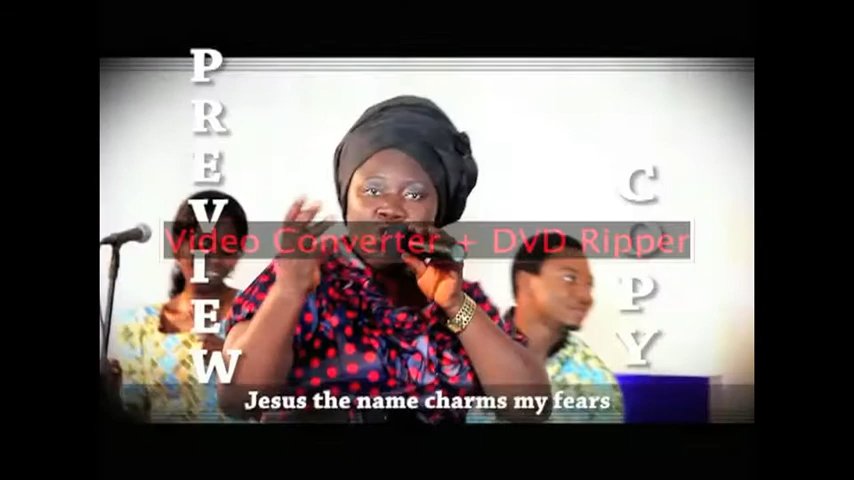 PREVIEW
COPY
Video Converter + DVD Ripper
Jesus the name charms my fears